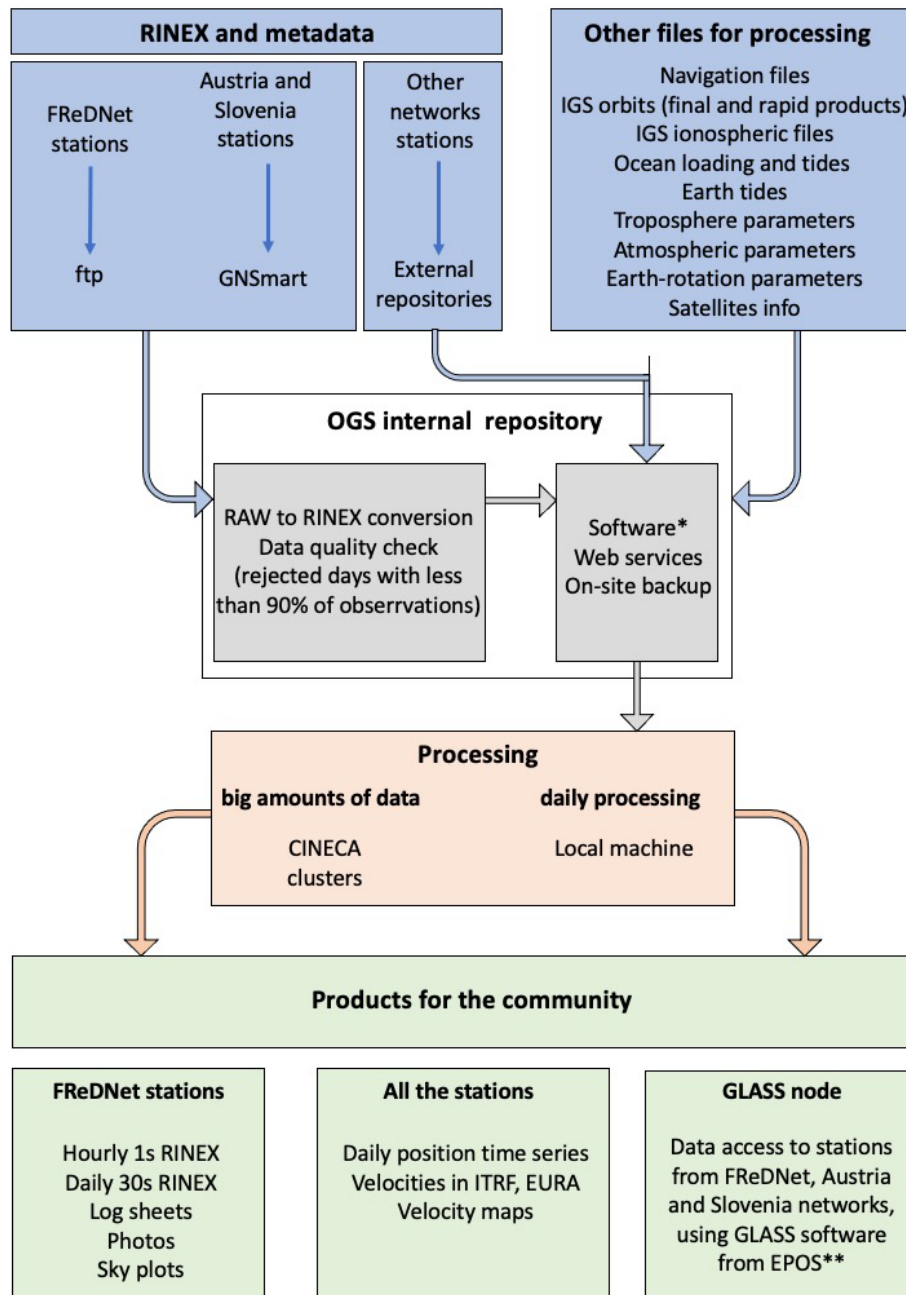 RINEX and metadata
FReDNet
stations
ftp
Austria and
Slovenia
stations
GNSmart
Other
networks
stations
External
repositories
Other files for processing
Navigation files
IGS orbits (final and rapid products)
IGS ionospheric files
Ocean loading and tides
Earth tides
Troposphere parameters
Atmospheric parameters
Earth-rotation parameters
Satellites info
OGS internal repository
RAW to RINEX conversion
Data quality check
(rejected days with less
than 90% of obserrvations)
Software*
Web services
On-site backup
Processing
big amounts of data
CINECA
clusters
daily processing
Local machine
Products for the community
FReDNet stations
Hourly 1s RINEX
Daily 30s RINEX
Log sheets
Photos
Sky plots
All the stations
Daily position time series
Velocities in ITRF, EURA
Velocity maps
GLASS node
Data access to stations
from FReDNet, Austria
and Slovenia networks,
using GLASS software
from EPOS**